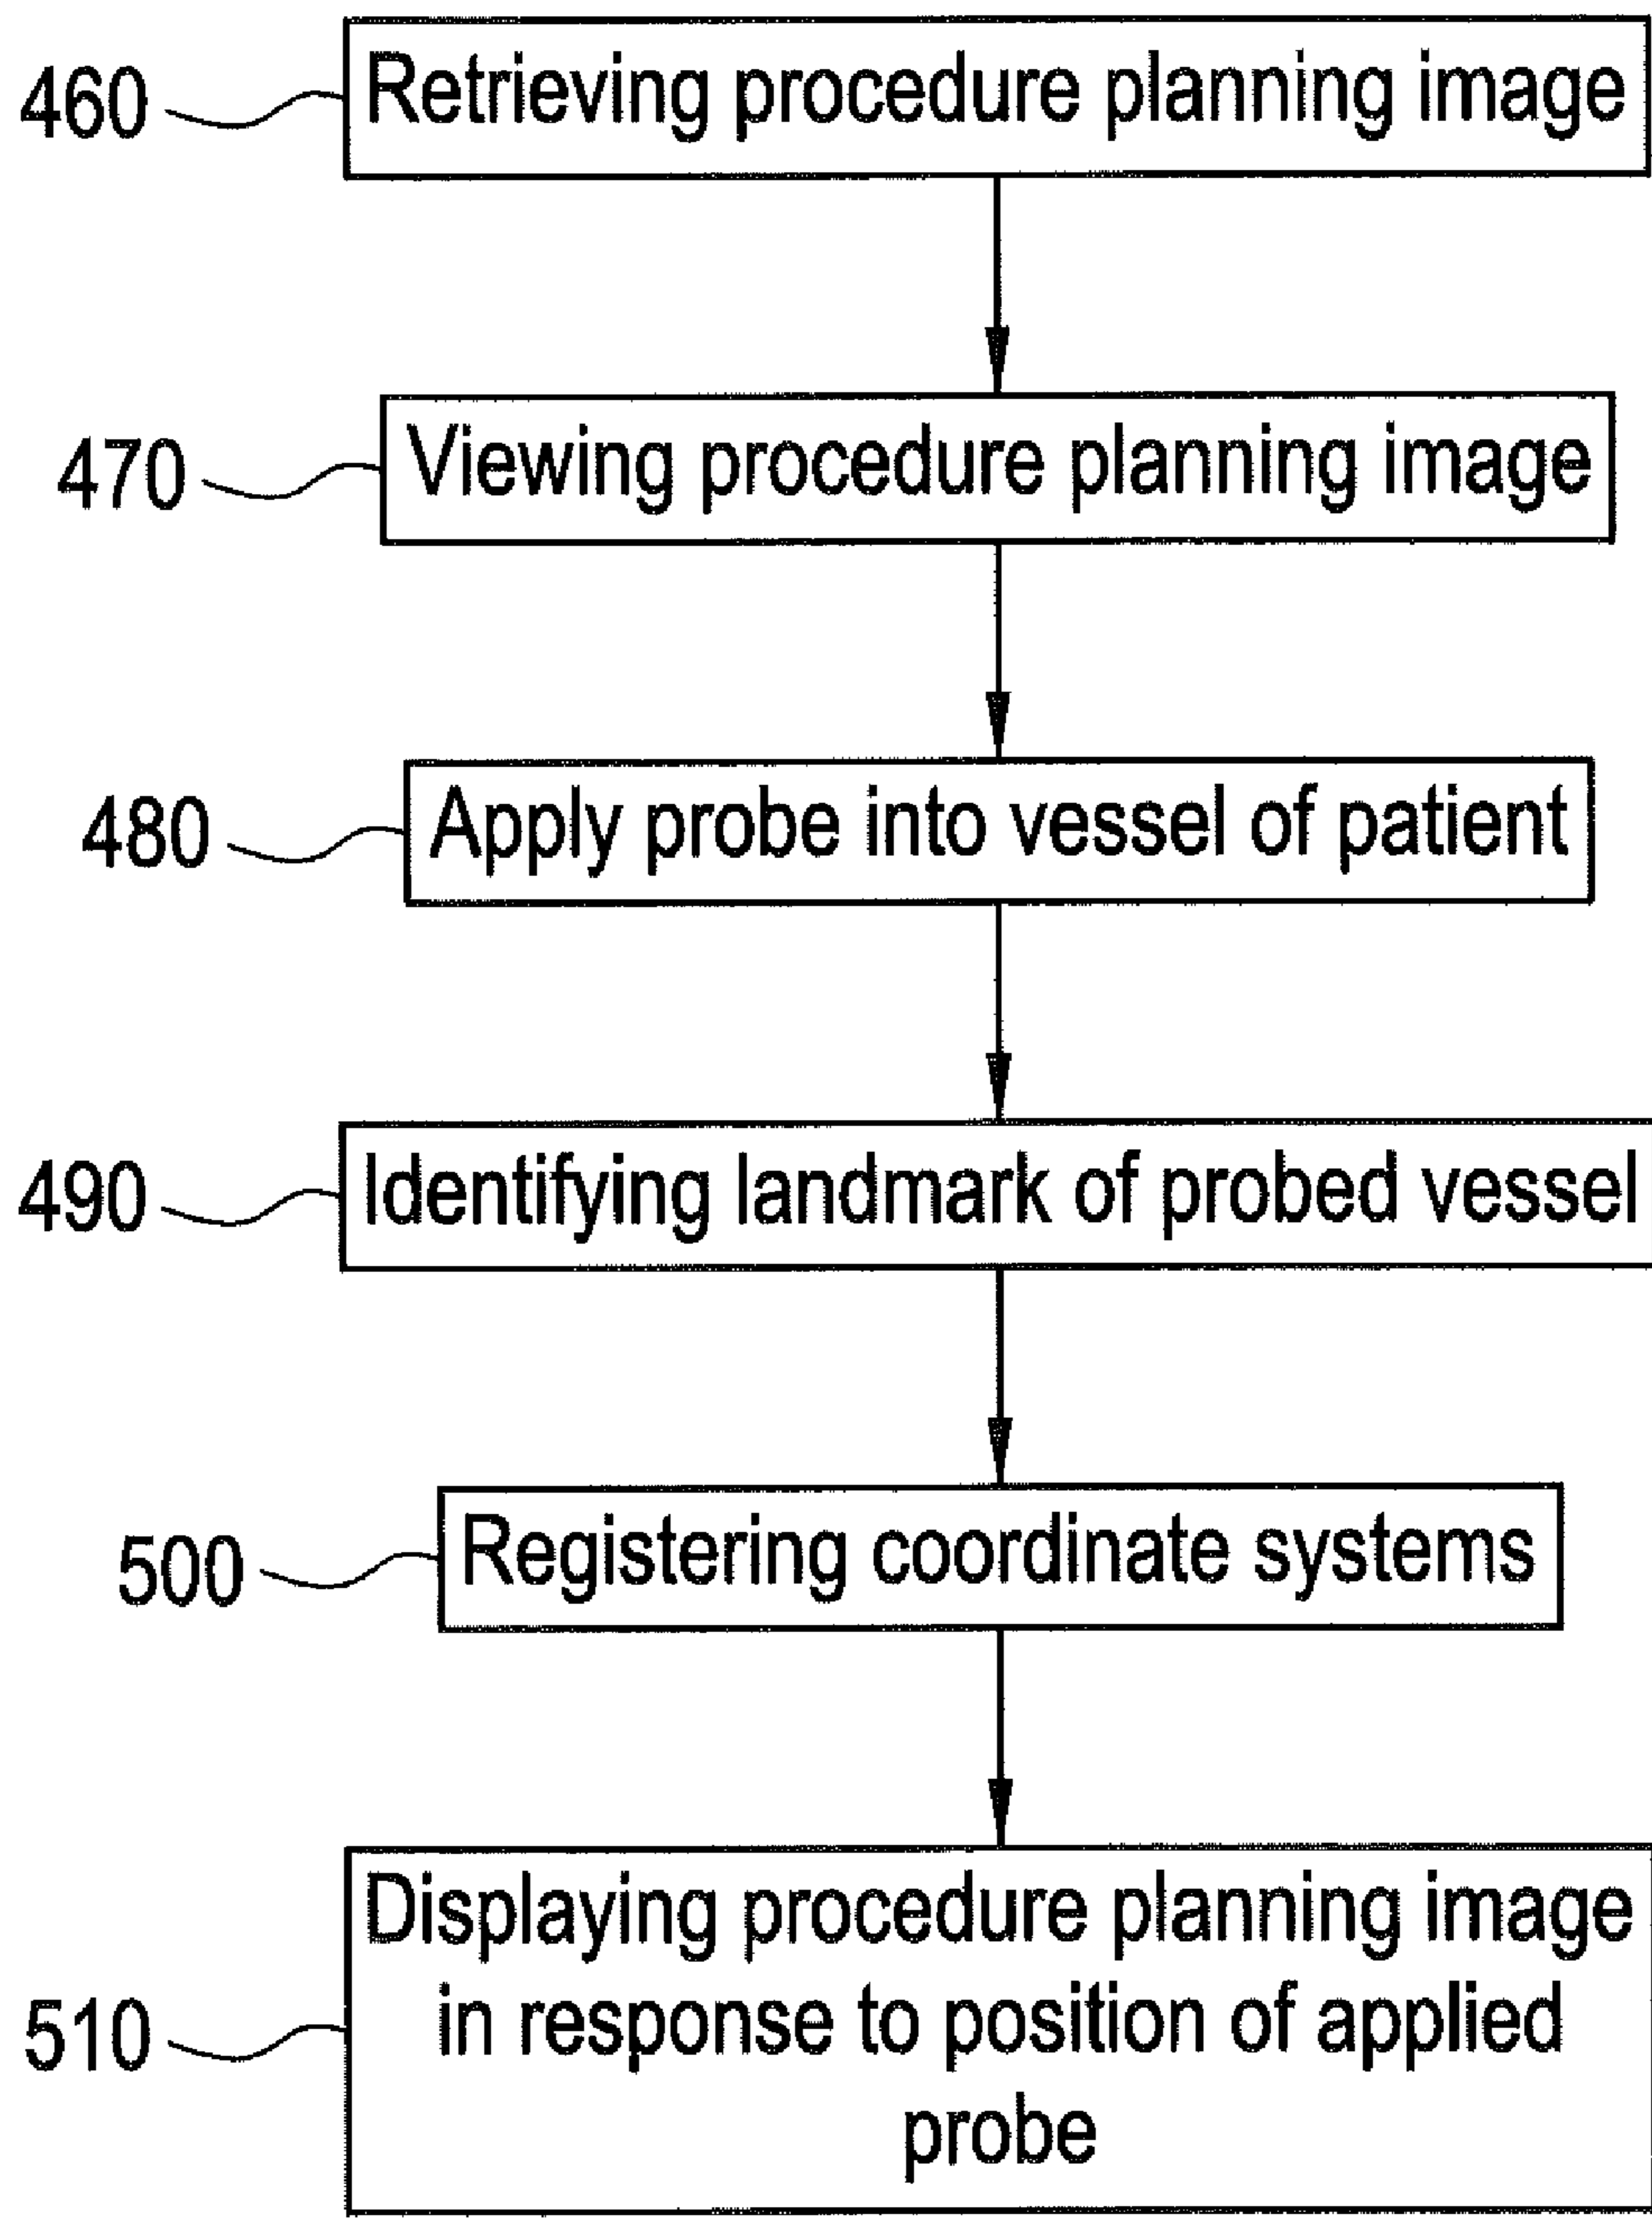 460 Retrieving procedure planning image
470 Viewing procedure planning image
480 Apply probe into vessel of patient
490 Identifying landmark of probed vessel
500 Registering coordinate systems
Displaying procedure planning image
510 in response to position of applied
probe